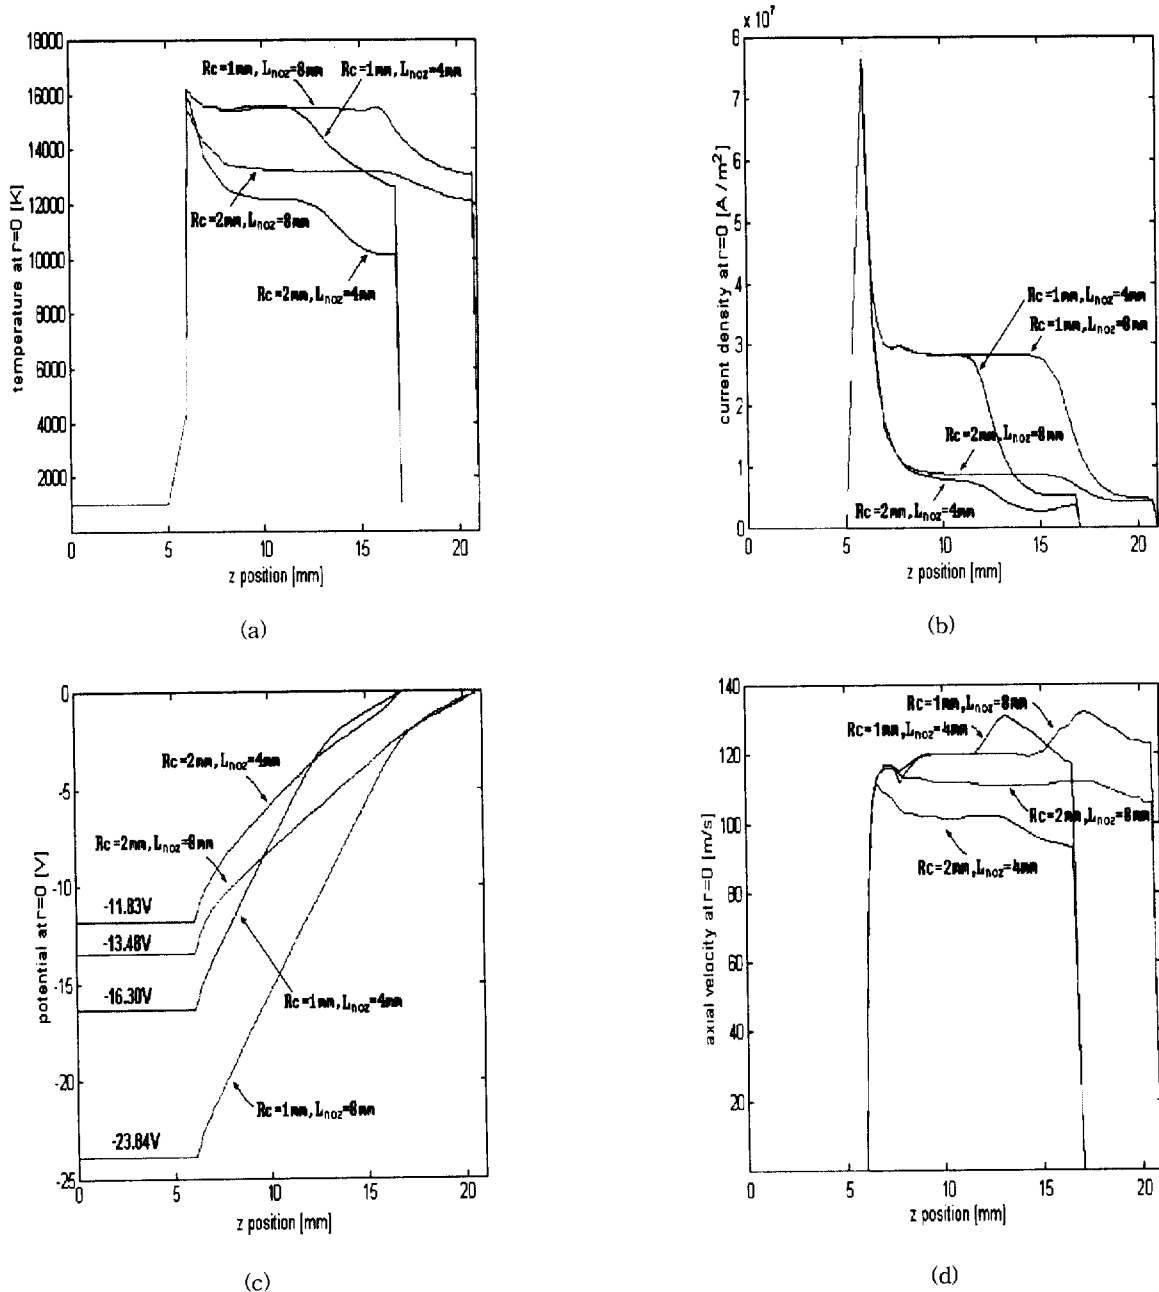 18000
16000
14000
12000
10000
8000
6000
4000
2000
0
5
10
15
20
temperature at r=0 [K]
z position [mm]
Rc=1mm, Lnoz=8mm
Rc=1mm, Lnoz=4mm
Rc=2mm, Lnoz=8mm
Rc=2mm, Lnoz=4mm
(a)
x 10⁷
8
7
6
5
4
3
2
1
0
0
5
10
15
20
current density at r=0 [A / m²]
z position [mm]
Rc=1mm, Lnoz=4mm
Rc=1mm, Lnoz=8mm
Rc=2mm, Lnoz=8mm
Rc=2mm, Lnoz=4mm
(b)
0
-5
-10
-15
-20
-25
0
5
10
15
20
potential at r=0 [V]
z position [mm]
Rc=2mm, Lnoz=4mm
Rc=2mm, Lnoz=8mm
-11.83V
-13.48V
-16.30V
Rc=1mm, Lnoz=4mm
Rc=1mm, Lnoz=8mm
-23.84V
(c)
140
120
100
80
60
40
20
0
5
10
15
20
axial velocity at r=0 [m/s]
z position [mm]
Rc=1mm, Lnoz=8mm
Rc=1mm, Lnoz=4mm
Rc=2mm, Lnoz=8mm
Rc=2mm, Lnoz=4mm
(d)